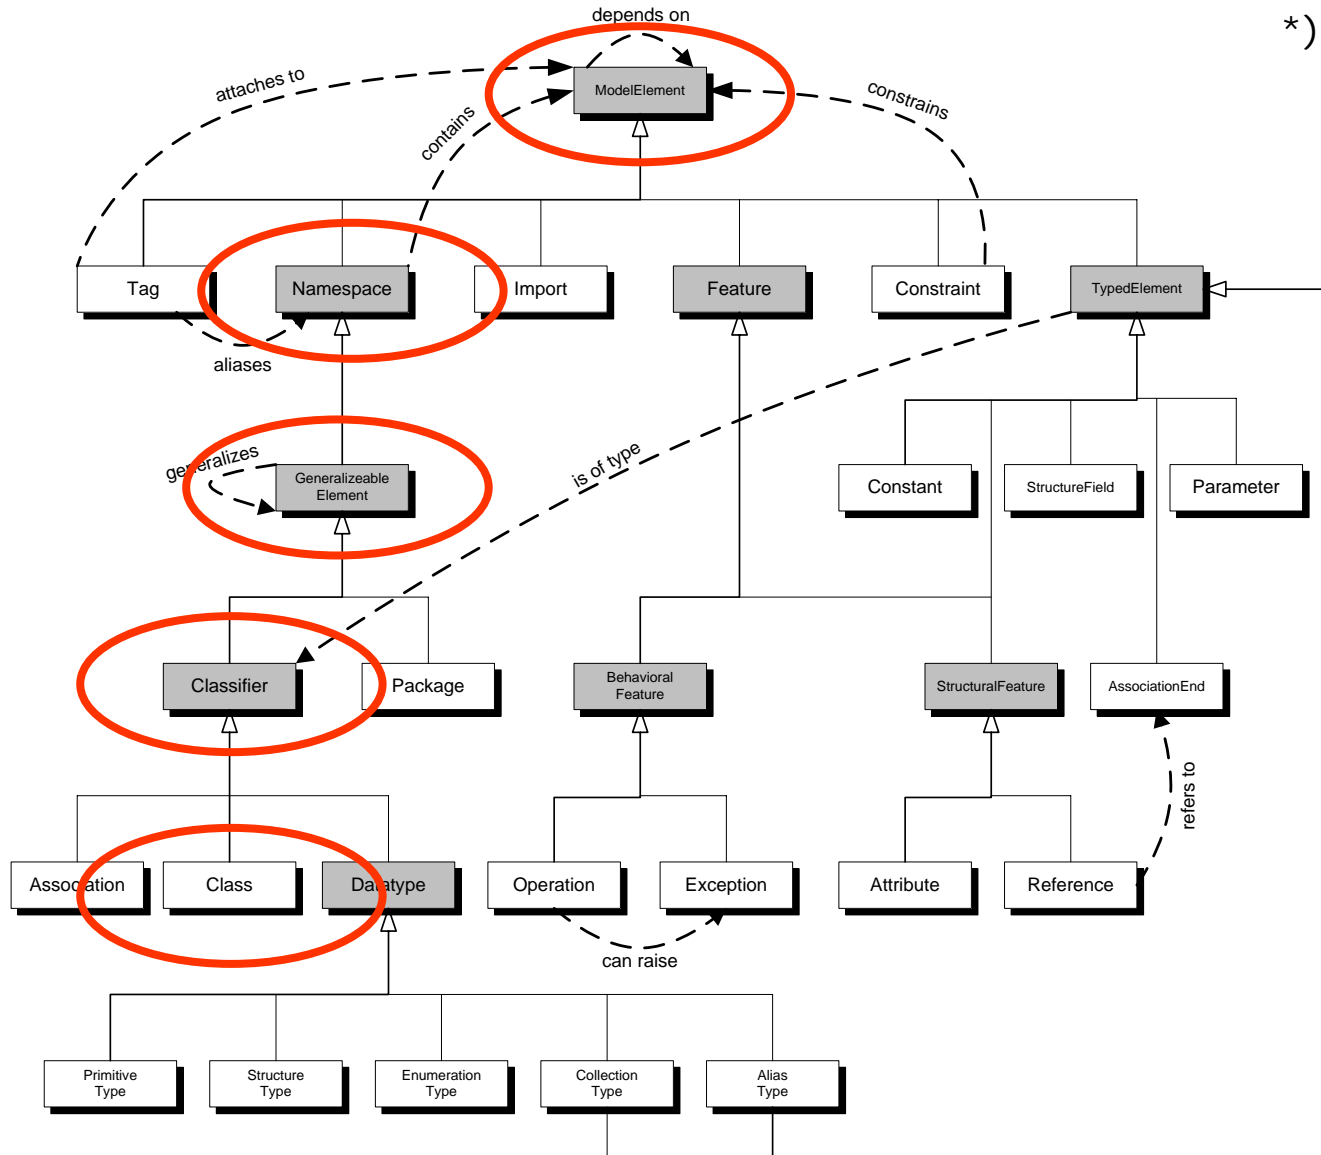 depends on
*)
attaches to
ModelElement
constrains
contains
Tag
Namespace
Import
Feature
Constraint
TypedElement
aliases
generalizes
Generalizeable
Element
is of type
Constant
StructureField
Parameter
Classifier
Package
Behavioral
Feature
StructuralFeature
AssociationEnd
refers to
Association
Class
Datatype
Operation
Exception
Attribute
Reference
can raise
Primitive
Type
Structure
Type
Enumeration
Type
Collection
Type
Alias
Type